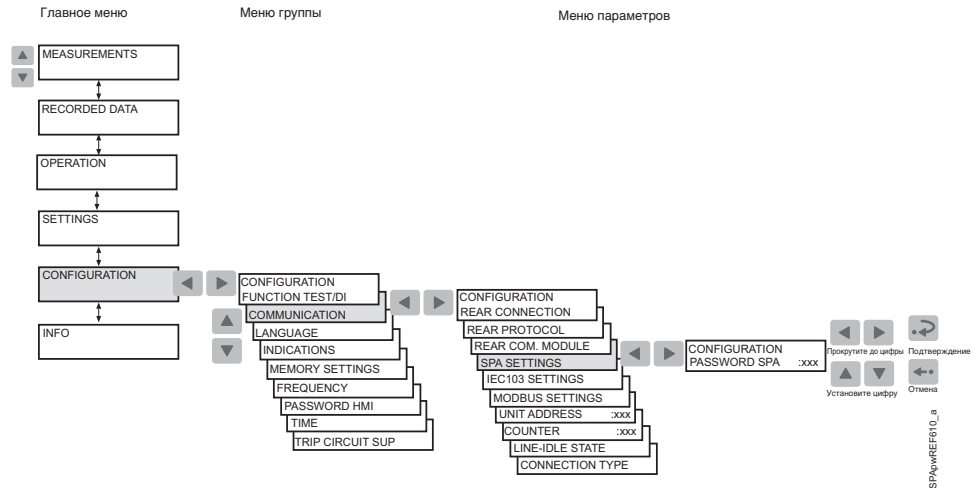 Главное меню
Меню группы
Меню параметров
MEASUREMENTS
RECORDED DATA
OPERATION
SETTINGS
CONFIGURATION
INFO
CONFIGURATION
FUNCTION TEST/DI
COMMUNICATION
LANGUAGE
INDICATIONS
MEMORY SETTINGS
FREQUENCY
PASSWORD HMI
TIME
TRIP CIRCUIT SUP
CONFIGURATION
REAR CONNECTION
REAR PROTOCOL
REAR COM. MODULE
SPA SETTINGS
IEC103 SETTINGS
MODBUS SETTINGS
UNIT ADDRESS :xxx
COUNTER :xxx
LINE-IDLE STATE
CONNECTION TYPE
CONFIGURATION
PASSWORD SPA :xxx
Прокрутите до цифры
Подтверждение
Установите цифру
Отмена
SPApwREF610_a